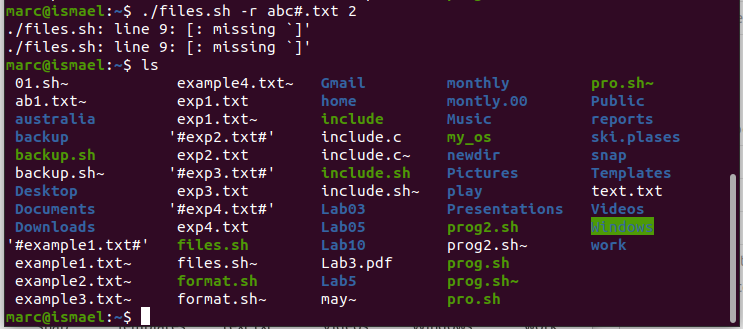 marc@ismael:~$ ./files.sh -r abc#.txt 2
./files.sh: line 9: [: missing `]'
./files.sh: line 9: [: missing `]'
marc@ismael:~$ ls
01.sh~ example4.txt~ Gmail monthly pro.sh~
ab1.txt~ exp1.txt home montly.00 Public
australia exp1.txt~ include Music reports
backup '#exp2.txt#' include.c my_os ski.plases
backup.sh exp2.txt include.c~ newdir snap
backup.sh~ '#exp3.txt#' include.sh Pictures Templates
Desktop exp3.txt include.sh~ play text.txt
Documents '#exp4.txt#' Lab03 Presentations Videos
Downloads exp4.txt Lab05 prog2.sh Windows
'#example1.txt#' files.sh Lab10 prog2.sh~ work
example1.txt~ files.sh~ Lab3.pdf prog.sh
example2.txt~ format.sh Lab5 prog.sh~
example3.txt~ format.sh~ may~ pro.sh
marc@ismael:~$